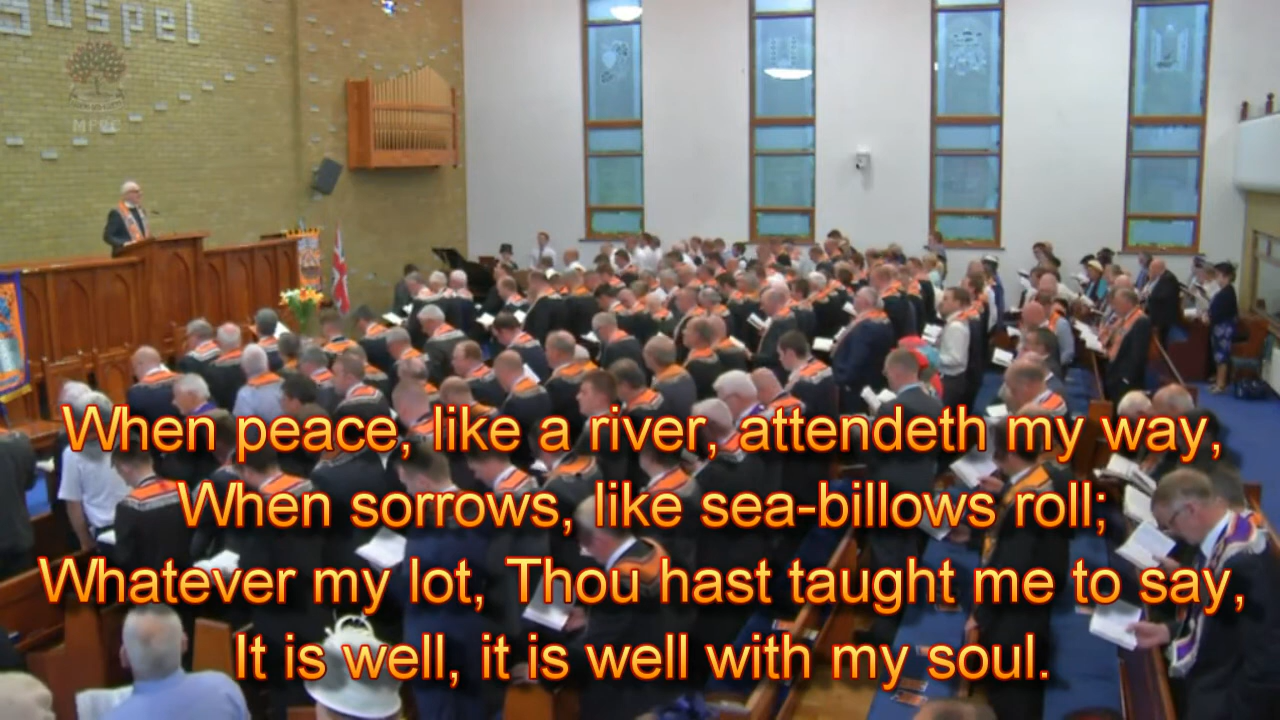 Gospel
MFPC
When peace, like a river, attendeth my way,
When sorrows, like sea-billows roll;
Whatever my lot, Thou hast taught me to say,
It is well, it is well with my soul.